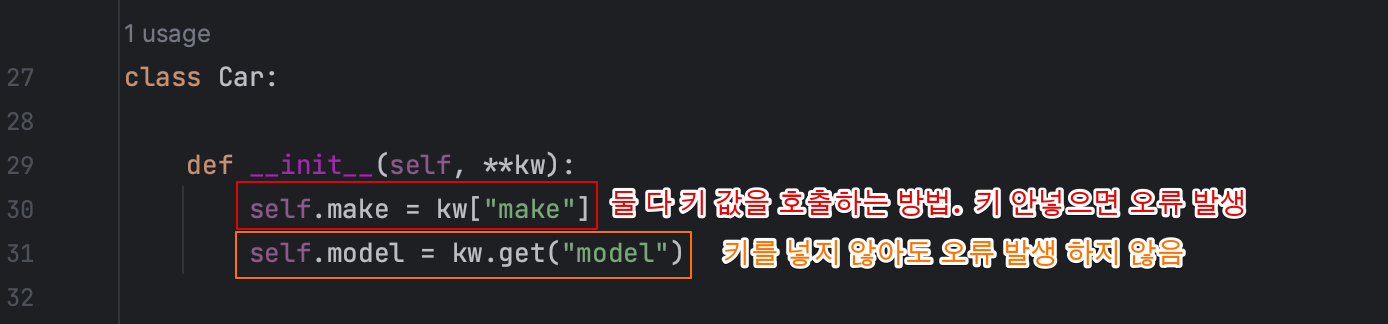 1 usage
27 class Car:
28
29 def __init__(self, **kw):
30 self.make = kw["make"] 둘 다 키 값을 호출하는 방법. 키 안넣으면 오류 발생
31 self.model = kw.get("model") 키를 넣지 않아도 오류 발생 하지 않음
32